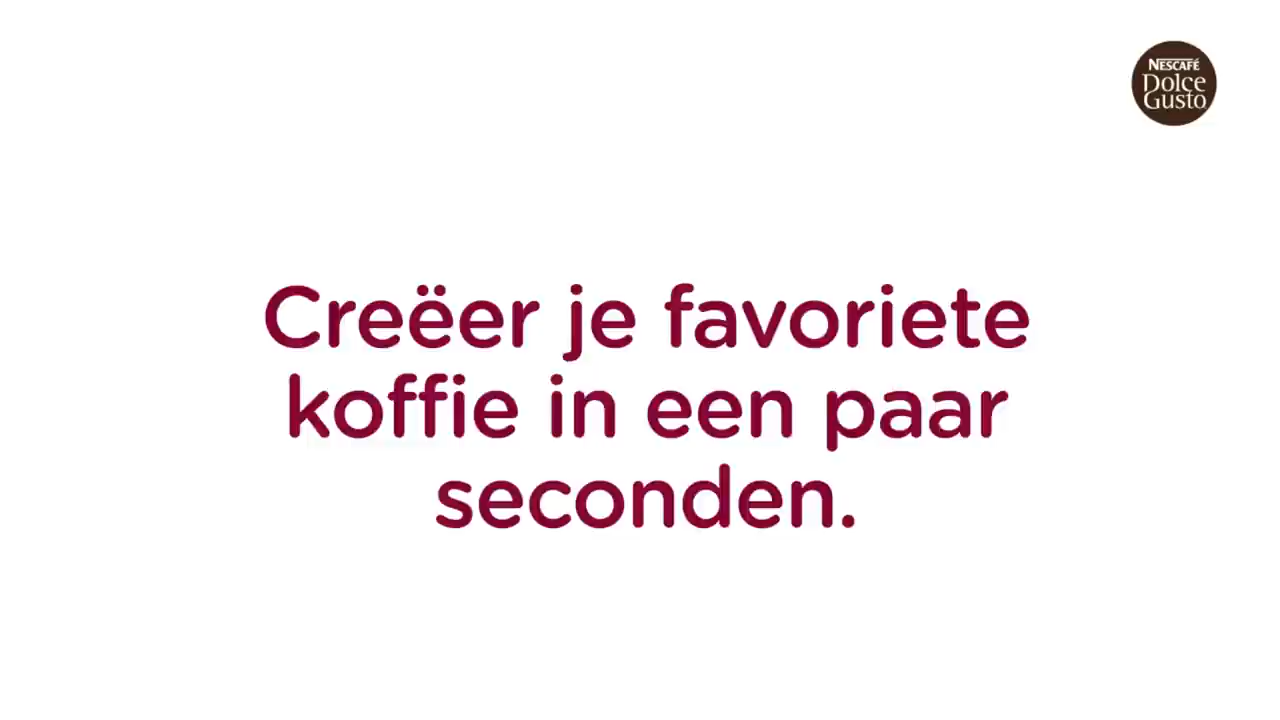 NESCAFÉ
DOLCE
GUSTO
Creëer je favoriete
koffie in een paar
seconden.